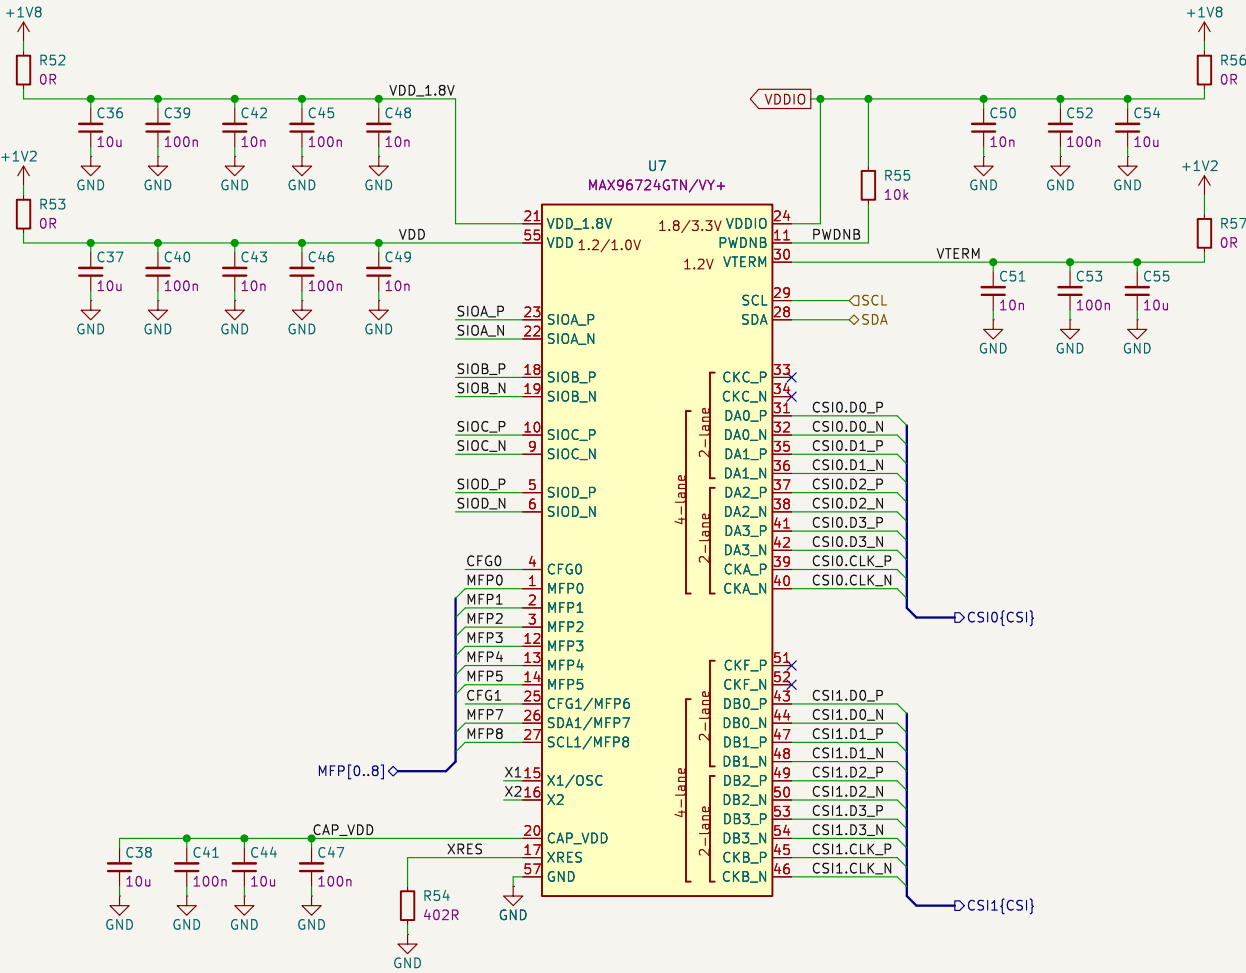 +1V8
R52
0R
VDD_1.8V
C36
10u
GND
C39
100n
GND
C42
10n
GND
C45
100n
GND
C48
10n
GND
+1V2
R53
0R
VDD
C37
10u
GND
C40
100n
GND
C43
10n
GND
C46
100n
GND
C49
10n
GND
VDDIO
+1V8
R56
0R
C50
10n
GND
C52
100n
GND
C54
10u
GND
R55
10k
+1V2
R57
0R
VTERM
C51
10n
GND
C53
100n
GND
C55
10u
GND
U7
MAX96724GTN/VY+
21 VDD_1.8V
55 VDD 1.2/1.0V
SIOA_P 23 SIOA_P
SIOA_N 22 SIOA_N
SIOB_P 18 SIOB_P
SIOB_N 19 SIOB_N
SIOC_P 10 SIOC_P
SIOC_N 9 SIOC_N
SIOD_P 5 SIOD_P
SIOD_N 6 SIOD_N
CFG0 4 CFG0
MFP0 1 MFP0
MFP1 2 MFP1
MFP2 3 MFP2
MFP3 12 MFP3
MFP4 13 MFP4
MFP5 14 MFP5
CFG1 25 CFG1/MFP6
MFP7 26 SDA1/MFP7
MFP8 27 SCL1/MFP8
MFP[0..8]
X1 15 X1/OSC
X2 16 X2
CAP_VDD 20 CAP_VDD
XRES 17 XRES
57 GND
GND
C38
10u
GND
C41
100n
GND
C44
10u
GND
C47
100n
GND
R54
402R
GND
1.8/3.3V VDDIO 24
PWDNB 11 PWDNB
1.2V VTERM 30
SCL 29 SCL
SDA 28 SDA
CKC_P 33
CKC_N 34
DA0_P 31 CSI0.D0_P
DA0_N 32 CSI0.D0_N
DA1_P 35 CSI0.D1_P
DA1_N 36 CSI0.D1_N
DA2_P 37 CSI0.D2_P
DA2_N 38 CSI0.D2_N
DA3_P 41 CSI0.D3_P
DA3_N 42 CSI0.D3_N
CKA_P 39 CSI0.CLK_P
CKA_N 40 CSI0.CLK_N
2-lane
4-lane
2-lane
CSI0{CSI}
CKF_P 51
CKF_N 52
DB0_P 43 CSI1.D0_P
DB0_N 44 CSI1.D0_N
DB1_P 47 CSI1.D1_P
DB1_N 48 CSI1.D1_N
DB2_P 49 CSI1.D2_P
DB2_N 50 CSI1.D2_N
DB3_P 53 CSI1.D3_P
DB3_N 54 CSI1.D3_N
CKB_P 45 CSI1.CLK_P
CKB_N 46 CSI1.CLK_N
2-lane
4-lane
2-lane
CSI1{CSI}